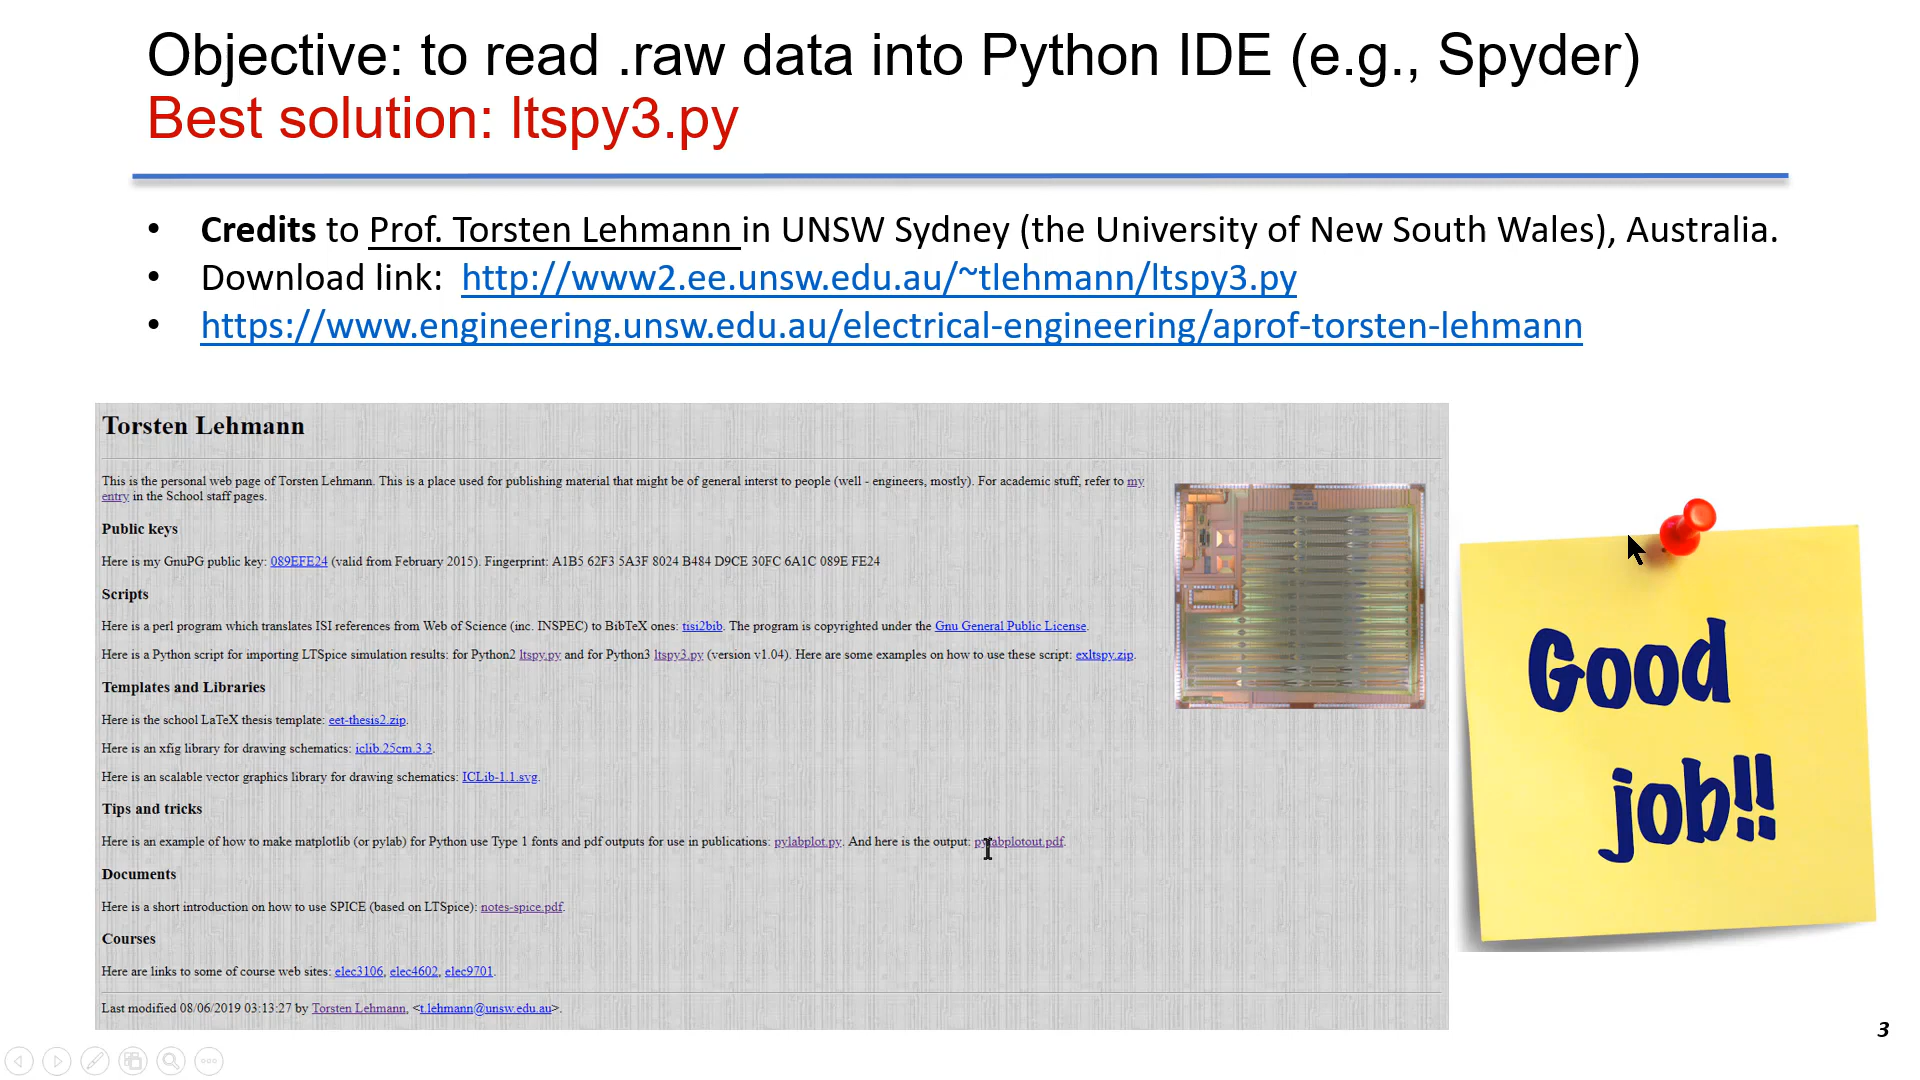 Objective: to read .raw data into Python IDE (e.g., Spyder)
Best solution: ltspy3.py
• Credits to Prof. Torsten Lehmann in UNSW Sydney (the University of New South Wales), Australia.
• Download link: http://www2.ee.unsw.edu.au/~tlehmann/ltspy3.py
• https://www.engineering.unsw.edu.au/electrical-engineering/aprof-torsten-lehmann
Torsten Lehmann
This is the personal web page of Torsten Lehmann. This is a place used for publishing material that might be of general interst to people (well - engineers, mostly). For academic stuff, refer to my
entry in the School staff pages.
Public keys
Here is my GnuPG public key: 089EFE24 (valid from February 2015). Fingerprint: A1B5 62F3 5A3F 8024 B484 D9CE 30FC 6A1C 089E FE24
Scripts
Here is a perl program which translates ISI references from Web of Science (inc. INSPEC) to BibTeX ones: tisi2bib. The program is copyrighted under the Gnu General Public License.
Here is a Python script for importing LTSpice simulation results: for Python2 ltspy.py and for Python3 ltspy3.py (version v1.04). Here are some examples on how to use these script: exltspy.zip.
Templates and Libraries
Here is the school LaTeX thesis template: eet-thesis2.zip.
Here is an xfig library for drawing schematics: iclib.25cm.3.3.
Here is an scalable vector graphics library for drawing schematics: ICLib-1.1.svg.
Tips and tricks
Here is an example of how to make matplotlib (or pylab) for Python use Type 1 fonts and pdf outputs for use in publications: pylabplot.py. And here is the output: pylabplotout.pdf.
Documents
Here is a short introduction on how to use SPICE (based on LTSpice): notes-spice.pdf.
Courses
Here are links to some of course web sites: elec3106, elec4602, elec9701.
Last modified 08/06/2019 03:13:27 by Torsten Lehmann, <t.lehmann@unsw.edu.au>.
Good
job!!
3